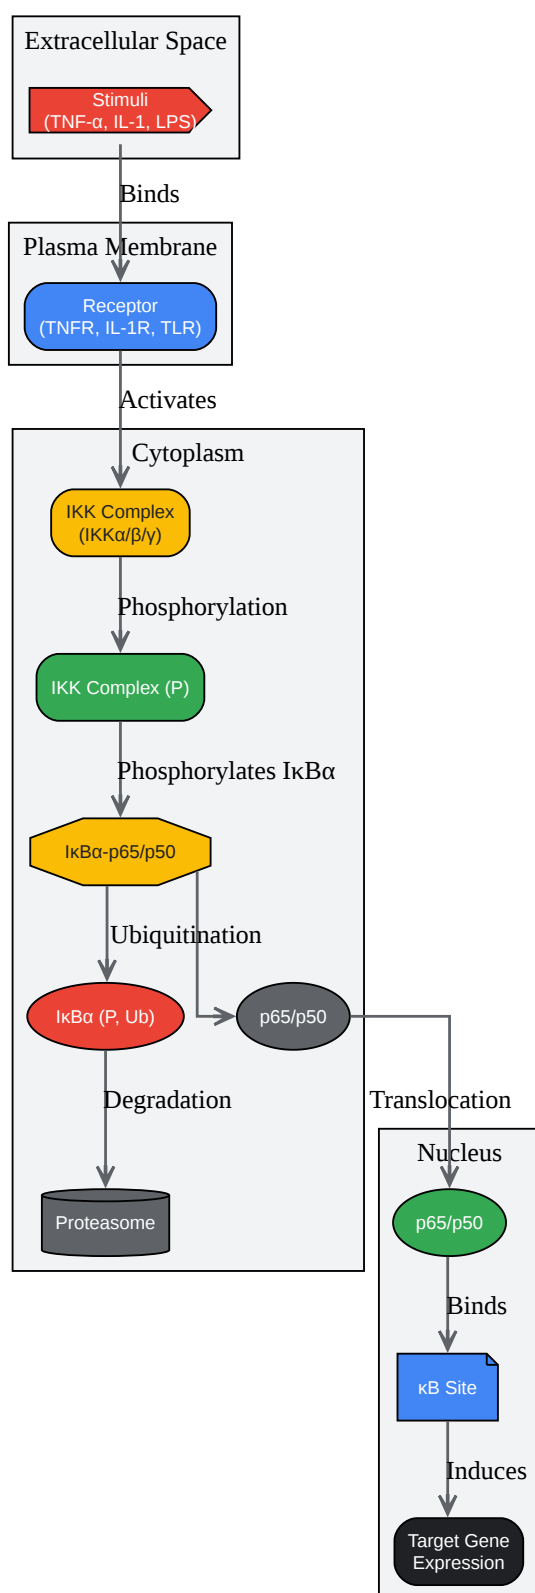 Extracellular Space
Stimuli
(TNF-α, IL-1, LPS)
Binds
Plasma Membrane
Receptor
(TNFR, IL-1R, TLR)
Activates
Cytoplasm
IKK Complex
(IKKα/β/γ)
Phosphorylation
IKK Complex (P)
Phosphorylates IκBα
IκBα-p65/p50
Ubiquitination
IκBα (P, Ub)
p65/p50
Degradation
Translocation
Nucleus
Proteasome
p65/p50
Binds
κB Site
Induces
Target Gene
Expression